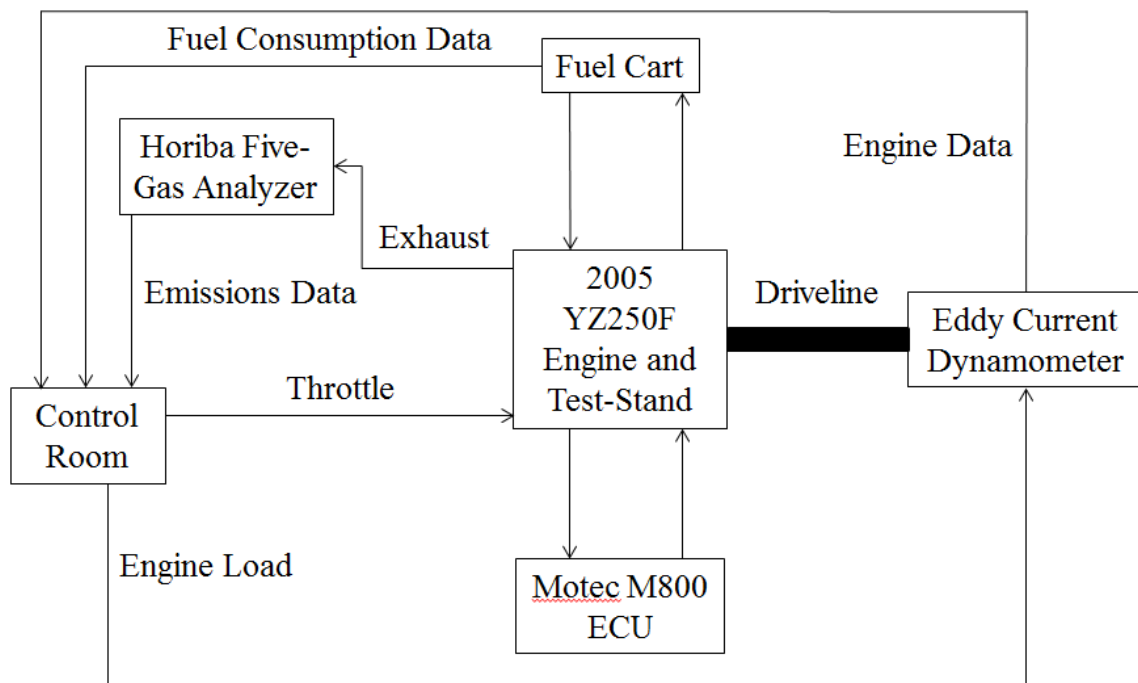 Fuel Consumption Data
Fuel Cart
Horiba Five-
Gas Analyzer
Engine Data
Exhaust
Emissions Data
2005
YZ250F
Engine and
Test-Stand
Driveline
Eddy Current
Dynamometer
Throttle
Control
Room
Engine Load
Motec M800
ECU